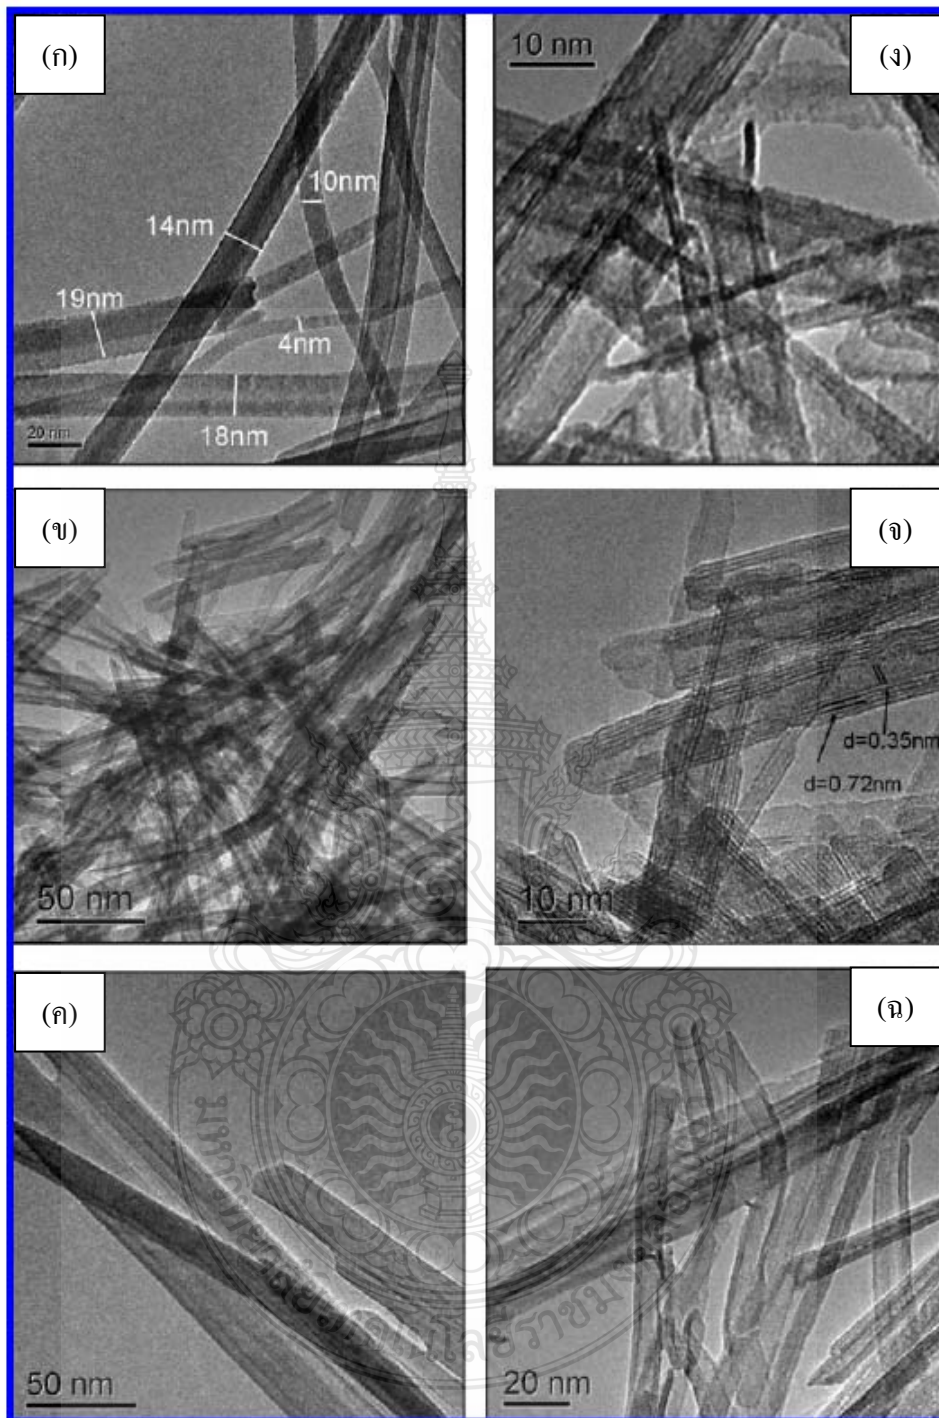 (ก)
10nm
14nm
19nm
4nm
18nm
20 nm
(ง)
10 nm
(ข)
50 nm
(จ)
d=0.35nm
d=0.72nm
10 nm
(ค)
50 nm
(ฉ)
20 nm